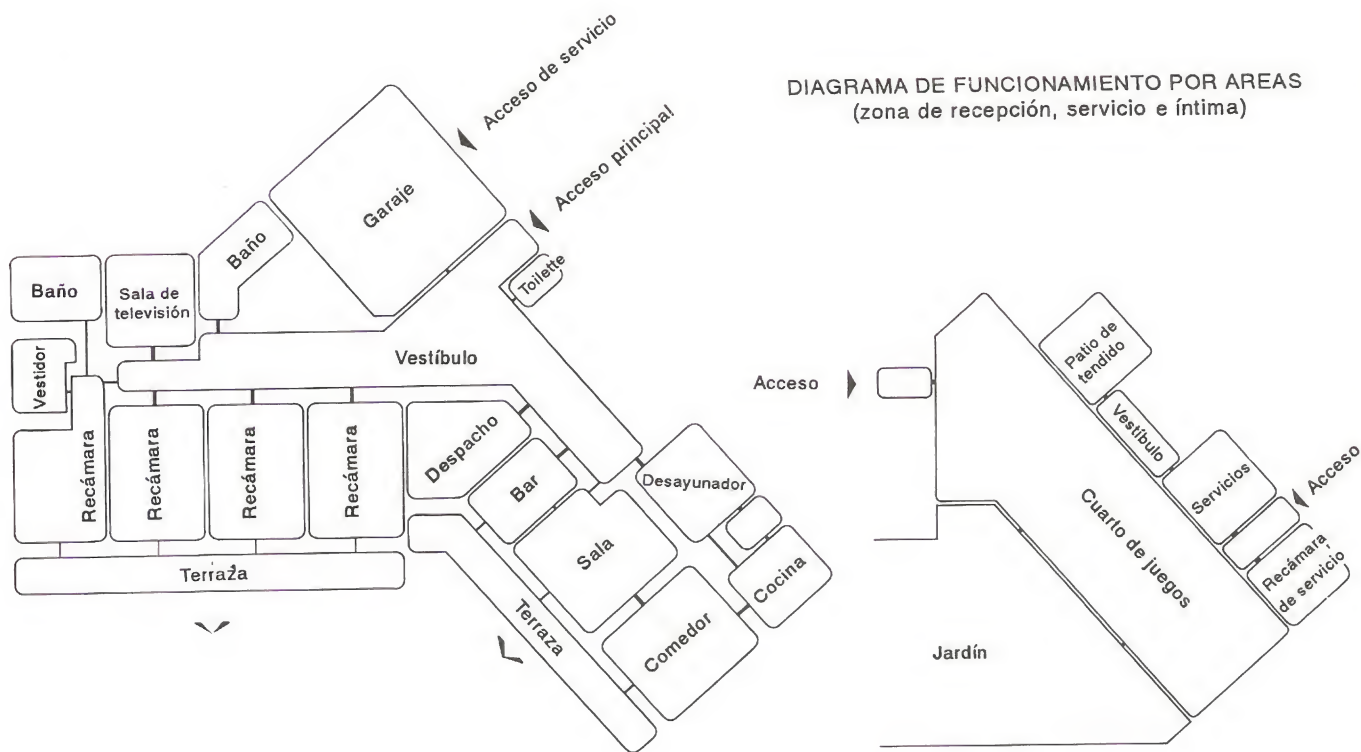 DIAGRAMA DE FUNCIONAMIENTO POR AREAS
(zona de recepción, servicio e íntima)
Acceso de servicio
Acceso principal
Garaje
Baño
Toilette
Baño
Sala de
televisión
Vestíbulo
Vestidor
Recámara
Recámara
Recámara
Recámara
Despacho
Bar
Desayunador
Sala
Cocina
Comedor
Terraza
Terraza
Acceso
Patio de
tendido
Vestíbulo
Servicios
Acceso
Recámara
de servicio
Cuarto de juegos
Jardín